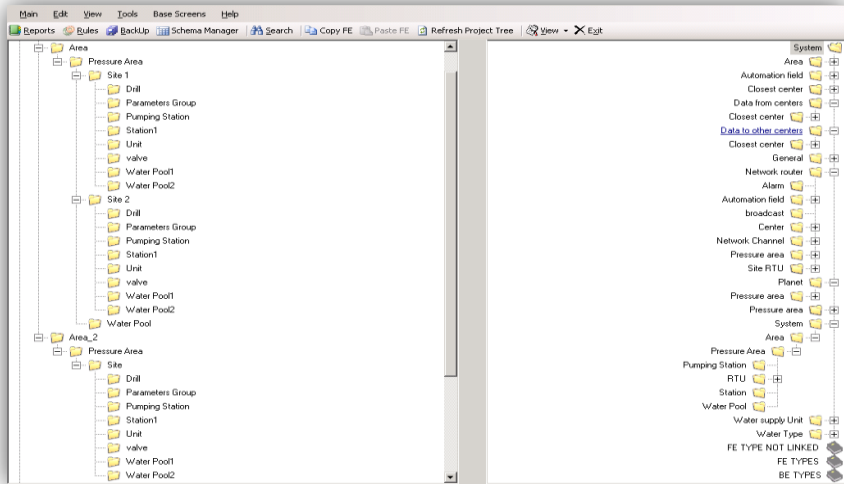 Main Edit View Tools Base Screens Help
Reports Rules BackUp Schema Manager Search Copy FE Paste FE Refresh Project Tree View Exit
Area
Pressure Area
Site 1
Drill
Parameters Group
Pumping Station
Station1
Unit
valve
Water Pool1
Water Pool2
Site 2
Drill
Parameters Group
Pumping Station
Station1
Unit
valve
Water Pool1
Water Pool2
Water Pool
Area_2
Pressure Area
Site
Drill
Parameters Group
Pumping Station
Station1
Unit
valve
Water Pool1
Water Pool2
System
Area
Automation field
Closest center
Data from centers
Closest center
Data to other centers
Closest center
General
Network router
Alarm
Automation field
broadcast
Center
Network Channel
Pressure area
Site RTU
Planet
Pressure area
Pressure area
System
Area
Pressure Area
Pumping Station
RTU
Station
Water Pool
Water supply Unit
Water Type
FE TYPE NOT LINKED
FE TYPES
BE TYPES